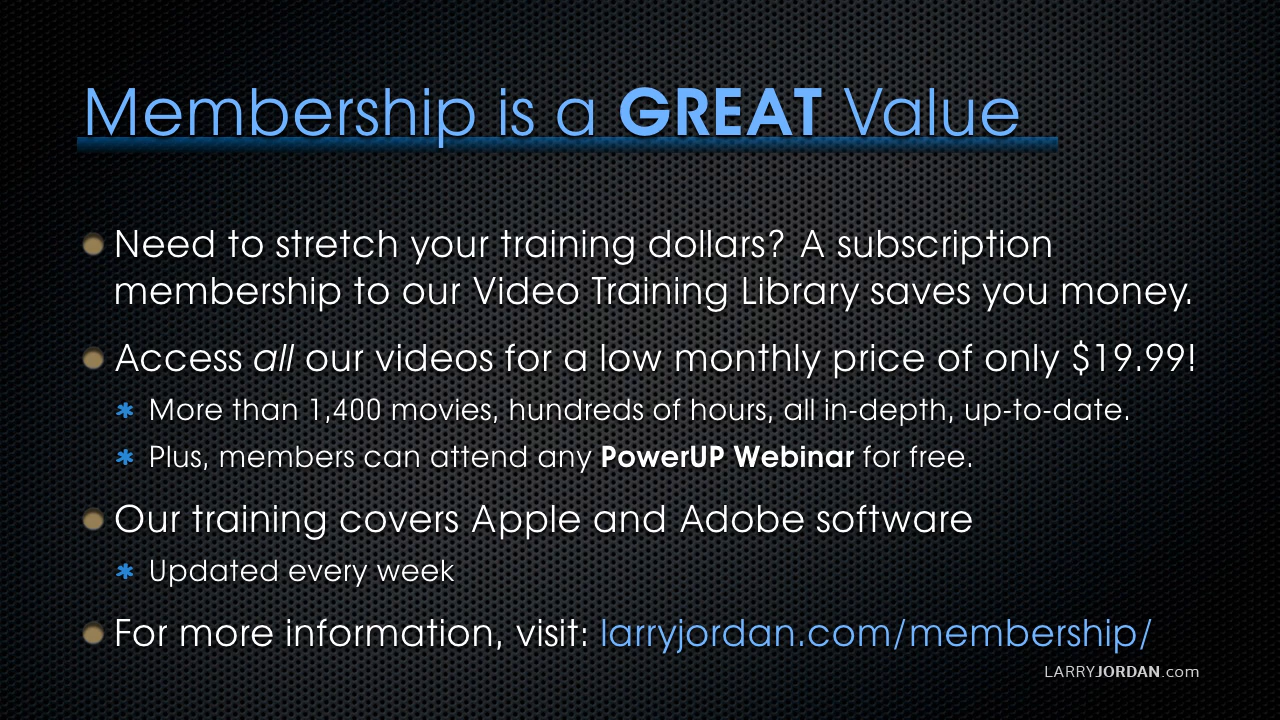 Membership is a GREAT Value
Need to stretch your training dollars? A subscription
membership to our Video Training Library saves you money.
Access all our videos for a low monthly price of only $19.99!
More than 1,400 movies, hundreds of hours, all in-depth, up-to-date.
Plus, members can attend any PowerUP Webinar for free.
Our training covers Apple and Adobe software
Updated every week
For more information, visit: larryjordan.com/membership/
LARRYJORDAN.com